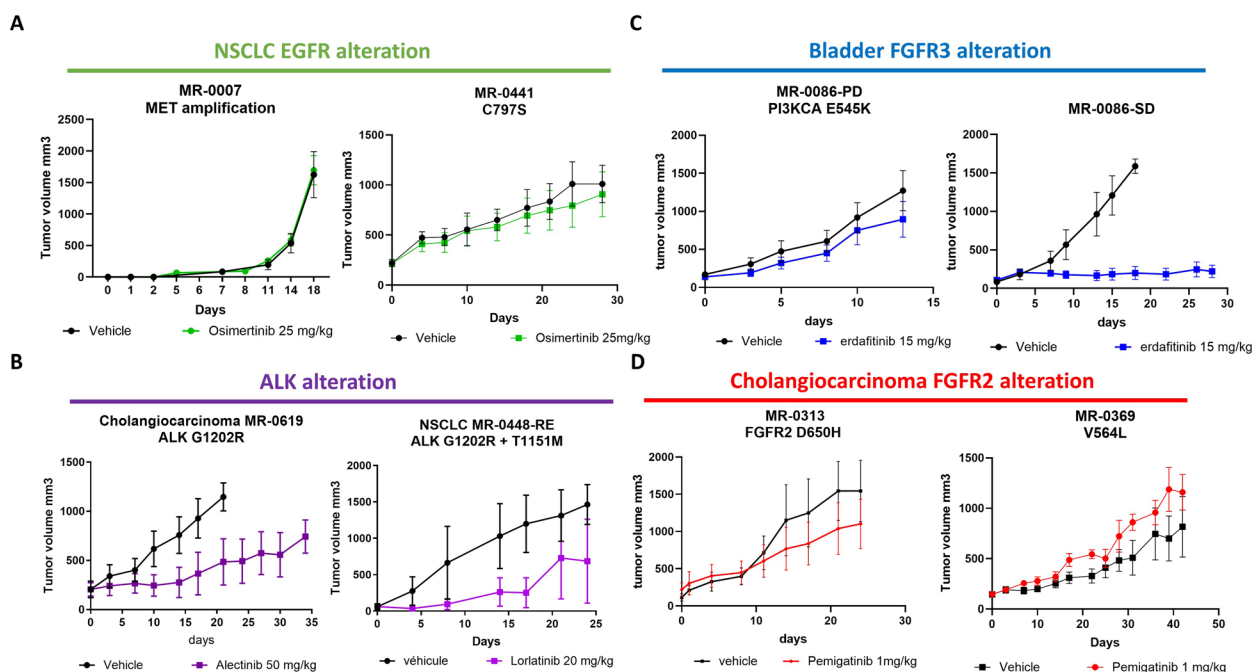 A
NSCLC EGFR alteration
MR-0007
MET amplification
Tumor volume mm3
2500
2000
1500
1000
500
0
0 1 2 5 6 7 8 11 14 18
Days
Vehicle
Osimertinib 25 mg/kg
MR-0441
C797S
Tumor volume mm3
1500
1000
500
0
0 10 20 30
Days
Vehicle
Osimertinib 25mg/kg
B
ALK alteration
Cholangiocarcinoma MR-0619
ALK G1202R
Tumor volume mm3
1500
1000
500
0
0 5 10 15 20 25 30 35
days
Vehicle
Alectinib 50 mg/kg
NSCLC MR-0448-RE
ALK G1202R + T1151M
Tumor volume mm3
2000
1500
1000
500
0
0 5 10 15 20 25
Days
véhicule
Lorlatinib 20 mg/kg
C
Bladder FGFR3 alteration
MR-0086-PD
PI3KCA E545K
tumor volume mm3
2000
1500
1000
500
0
0 5 10 15
days
Vehicle
erdafitinib 15 mg/kg
MR-0086-SD
tumor volume mm3
2000
1500
1000
500
0
0 5 10 15 20 25 30
days
Vehicle
erdafitinib 15 mg/kg
D
Cholangiocarcinoma FGFR2 alteration
MR-0313
FGFR2 D650H
tumor volume mm3
2000
1500
1000
500
0
0 10 20 30
days
vehicle
Pemigatinib 1mg/kg
MR-0369
V564L
tumor volume mm3
2000
1500
1000
500
0
0 10 20 30 40 50
Days
Vehicle
Pemigatinib 1 mg/kg